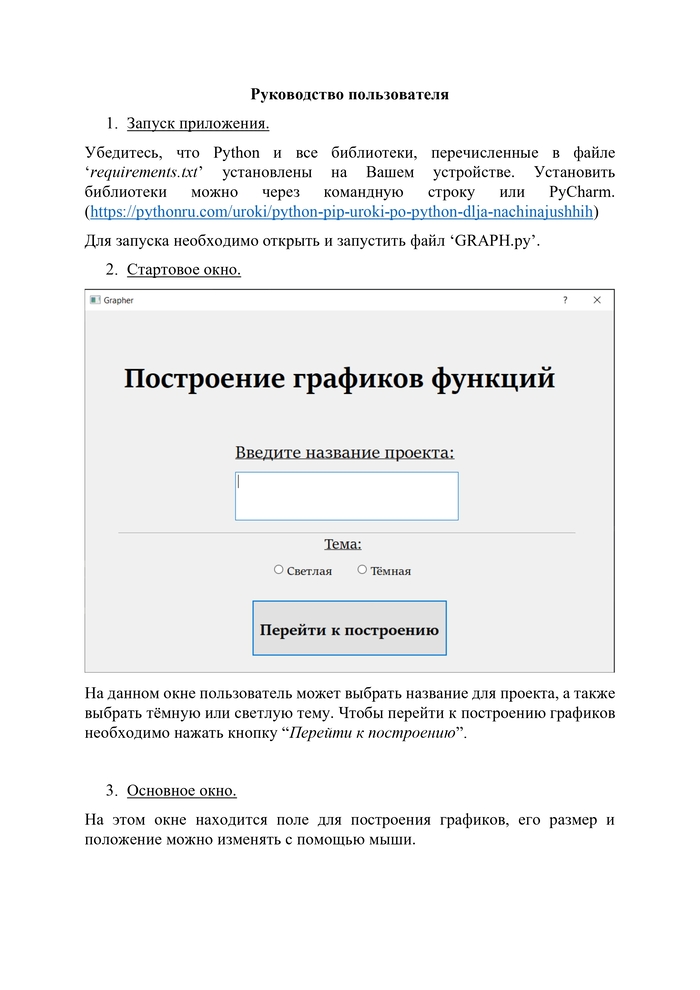 Руководство пользователя
1. Запуск приложения.
Убедитесь, что Python и все библиотеки, перечисленные в файле
‘requirements.txt’ установлены на Вашем устройстве. Установить
библиотеки можно через командную строку или PyCharm.
(https://pythonru.com/uroki/python-pip-uroki-po-python-dlja-nachinajushhih)
Для запуска необходимо открыть и запустить файл ‘GRAPH.py’.
2. Стартовое окно.
Grapher ? ×
Построение графиков функций
Введите название проекта:
Тема:
Светлая Тёмная
Перейти к построению
На данном окне пользователь может выбрать название для проекта, а также
выбрать тёмную или светлую тему. Чтобы перейти к построению графиков
необходимо нажать кнопку “Перейти к построению”.
3. Основное окно.
На этом окне находится поле для построения графиков, его размер и
положение можно изменять с помощью мыши.